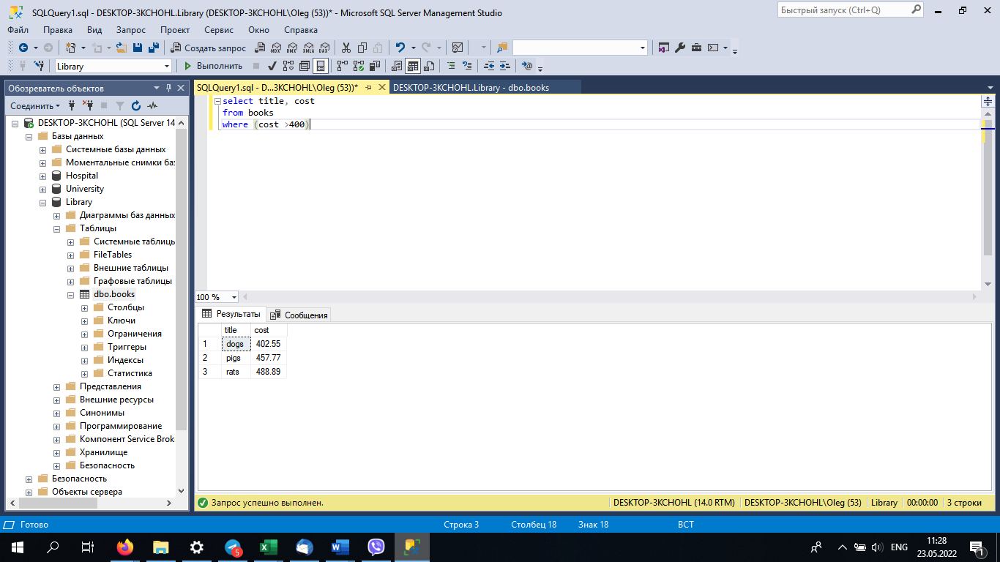 SQLQuery1.sql - DESKTOP-3KCHOHL.Library (DESKTOP-3KCHOHL\Oleg (53))* - Microsoft SQL Server Management Studio
Быстрый запуск (Ctrl+Q)
Файл Правка Вид Запрос Проект Сервис Окно Справка
Создать запрос MDX DMX XMLA DAX
Library Выполнить
Обозреватель объектов
SQLQuery1.sql - D...3KCHOHL\Oleg (53))* DESKTOP-3KCHOHL.Library - dbo.books
Соединить
DESKTOP-3KCHOHL (SQL Server 14
Базы данных
Системные базы данных
Моментальные снимки баз
Hospital
University
Library
Диаграммы баз данных
Таблицы
Системные таблицы
FileTables
Внешние таблицы
Графовые таблицы
dbo.books
Столбцы
Ключи
Ограничения
Триггеры
Индексы
Статистика
Представления
Внешние ресурсы
Синонимы
Программирование
Компонент Service Brok
Хранилище
Безопасность
Безопасность
Объекты сервера
select title, cost
from books
where (cost >400)
100 %
Результаты Сообщения
title cost
1 dogs 402.55
2 pigs 457.77
3 rats 488.89
Запрос успешно выполнен. DESKTOP-3KCHOHL (14.0 RTM) DESKTOP-3KCHOHL\Oleg (53) Library 00:00:00 3 строки
Готово Строка 3 Столбец 18 Знак 18 ВСТ
5 ENG 11:28
23.05.2022 1